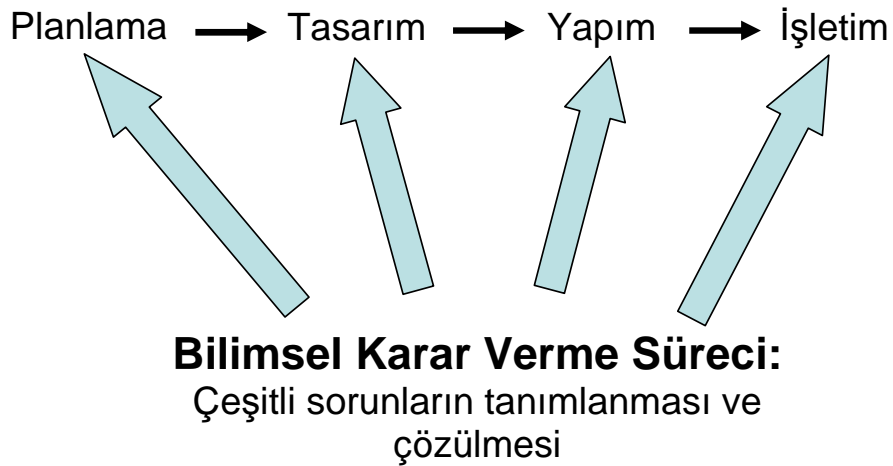 Planlama Tasarım Yapım İşletim
Bilimsel Karar Verme Süreci:
Çeşitli sorunların tanımlanması ve
çözülmesi